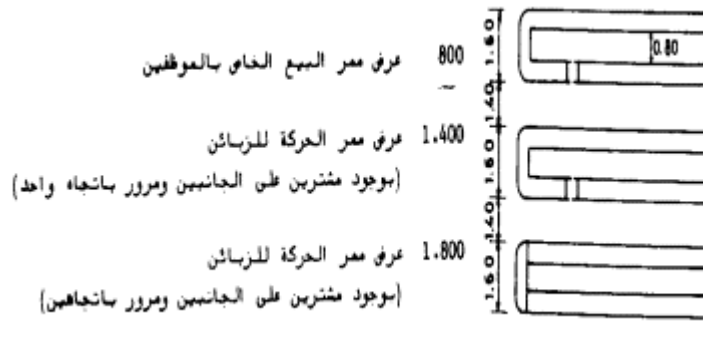 800 عرض ممر البيع الخاص بالموظفين
1.400 عرض ممر الحركة للزبائن
(بوجود مشترين على الجانبين ومرور باتجاه واحد)
1.800 عرض ممر الحركة للزبائن
(بوجود مشترين على الجانبين ومرور باتجاهين)
1.60
0.80
1.40
1.60
1.40
1.60